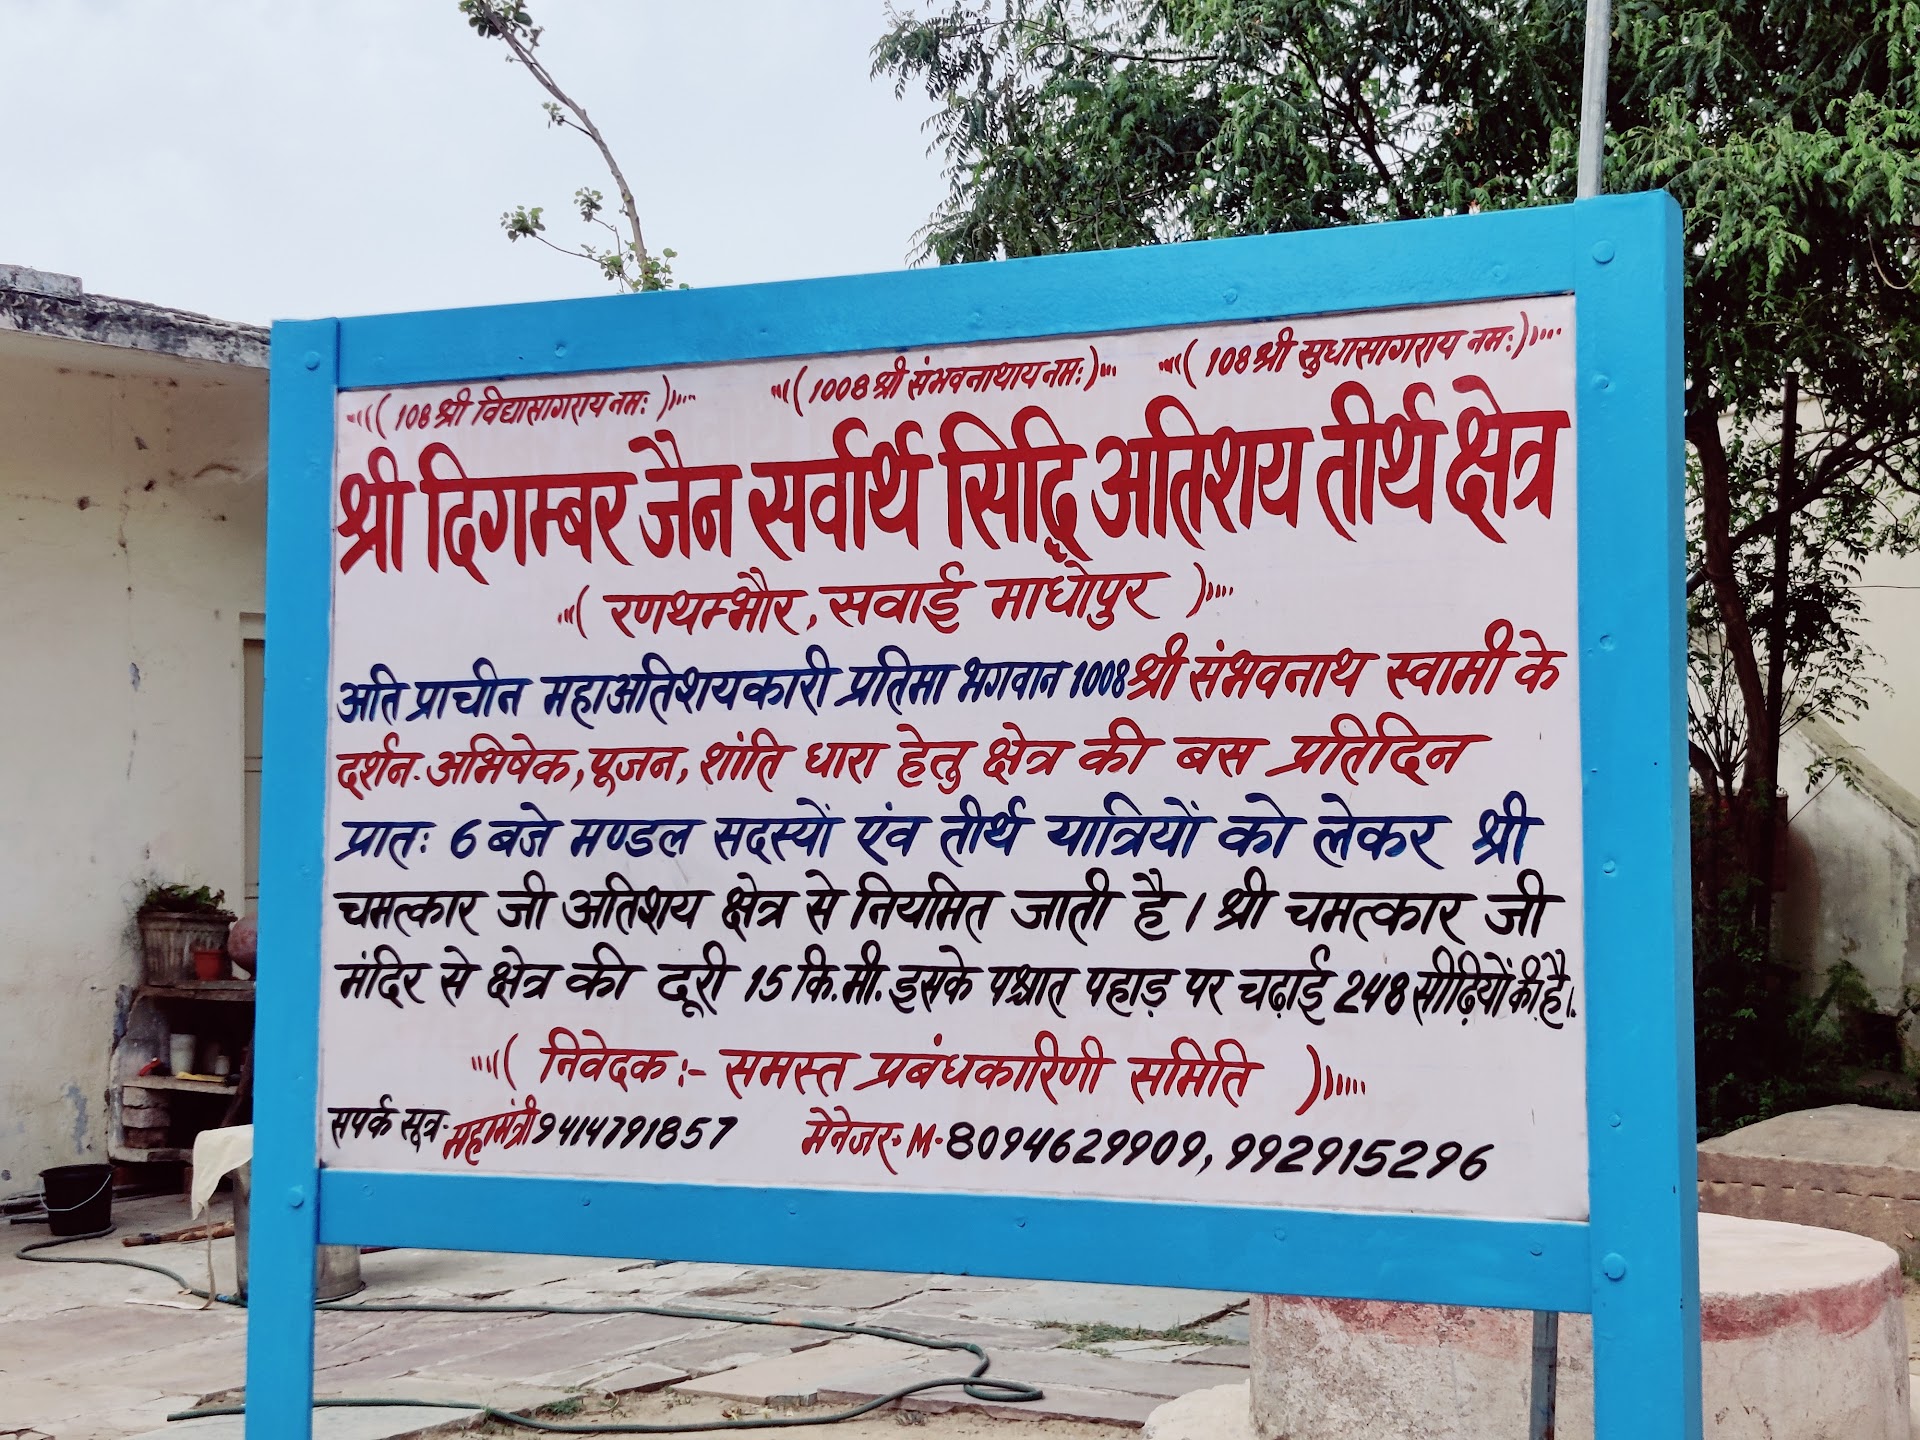 108 श्री विद्यासागराय नमः
1008 श्री संभवनाथाय नमः
108 श्री सुधासागराय नमः
श्री दिगम्बर जैन सर्वार्थ सिद्धि अतिशय तीर्थ क्षेत्र
( रणथम्भौर, सवाई माधोपुर )
अति प्राचीन महाअतिशयकारी प्रतिमा भगवान 1008 श्री संभवनाथ स्वामी के
दर्शन. अभिषेक, पूजन, शांति धारा हेतु क्षेत्र की बस प्रतिदिन
प्रातः 6 बजे मण्डल सदस्यों एंव तीर्थ यात्रियों को लेकर श्री
चमत्कार जी अतिशय क्षेत्र से नियमित जाती है। श्री चमत्कार जी
मंदिर से क्षेत्र की दूरी 15 कि.मी. इसके पश्चात पहाड़ पर चढ़ाई 248 सीढ़ियों की है।
( निवेदक :- समस्त प्रबंधकारिणी समिति )
सपर्क सूत्र- महामंत्री 9414791857 मेनेजर- M- 8094629909, 992915296